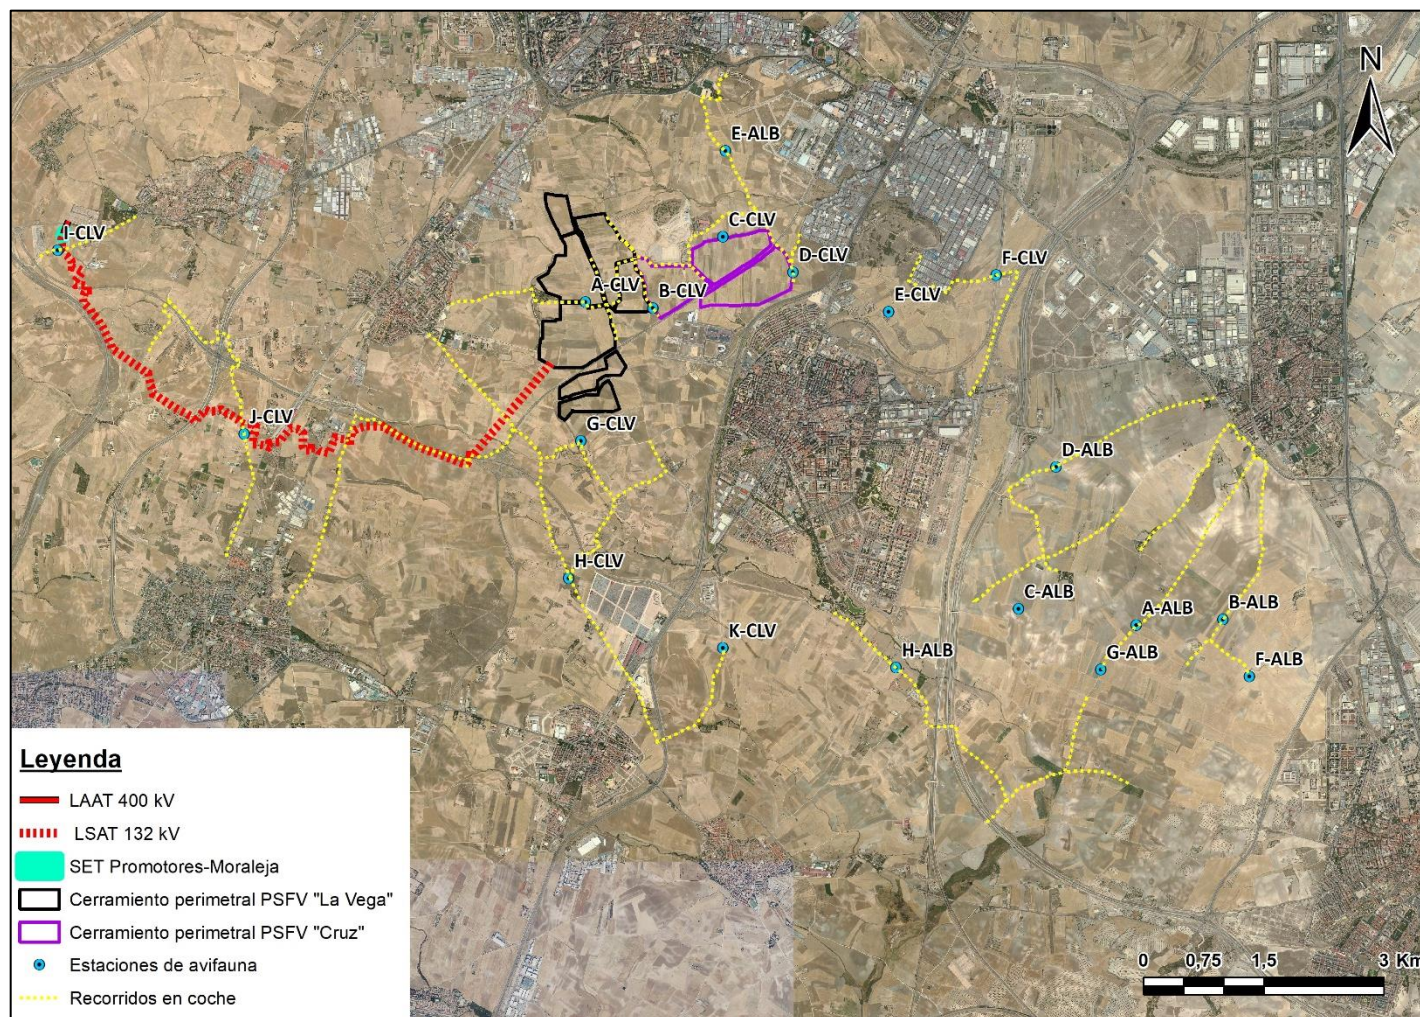 N
E-ALB
C-CLV
I-CLV
D-CLV
F-CLV
A-CLV
B-CLV
E-CLV
J-CLV
G-CLV
D-ALB
H-CLV
C-ALB
A-ALB
B-ALB
K-CLV
H-ALB
G-ALB
F-ALB
Leyenda
LAAT 400 kV
LSAT 132 kV
SET Promotores-Moraleja
Cerramiento perimetral PSFV "La Vega"
Cerramiento perimetral PSFV "Cruz"
Estaciones de avifauna
Recorridos en coche
0 0,75 1,5 3 Km